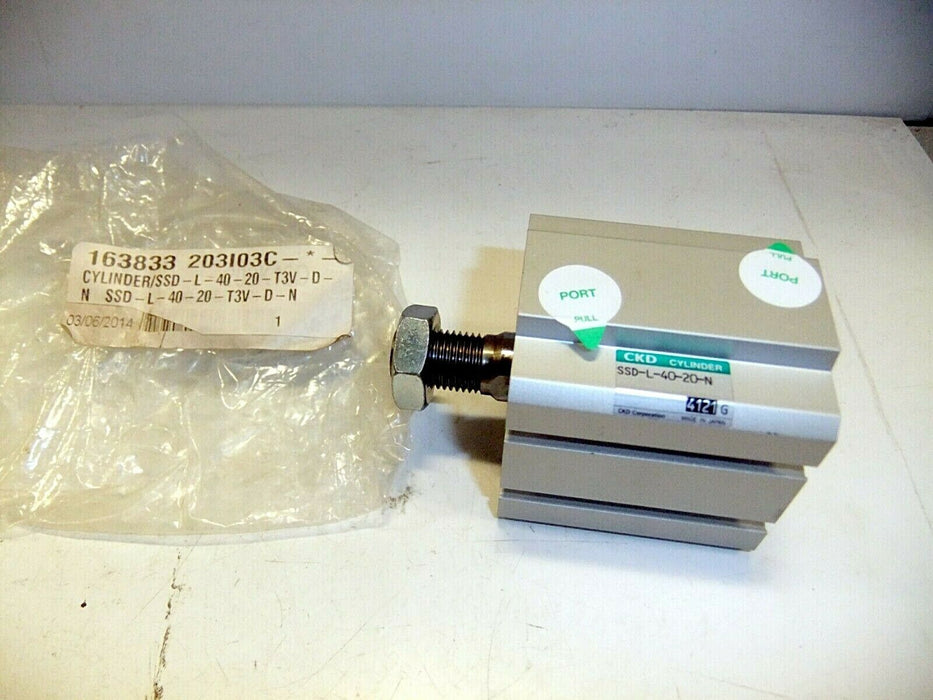 163833 203I03C-*-
CYLINDER/SSD-L-40-20-T3V-D-
N SSD-L-40-20-T3V-D-N
03/06/2014 1
PORT
PULL
PULL
PORT
CKD CYLINDER
SSD-L-40-20-N
4121 G
CKD Corporation MADE IN JAPAN